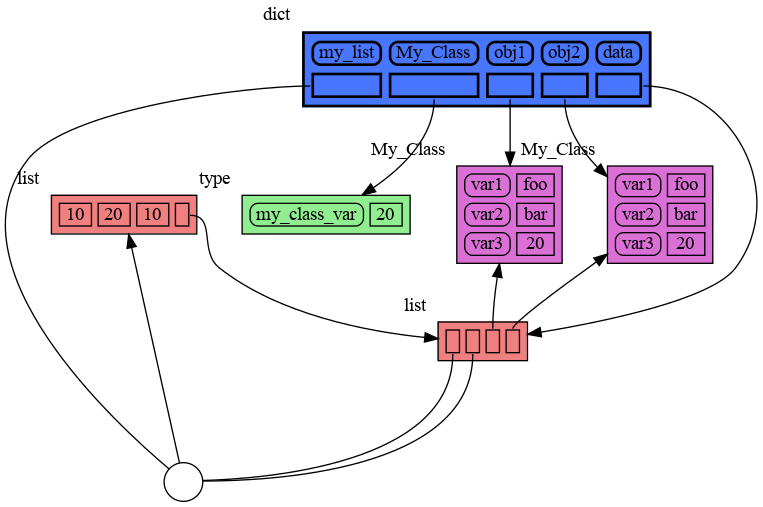 dict
my_list My_Class obj1 obj2 data
My_Class My_Class
list type
var1 foo var1 foo
10 20 10 my_class_var 20 var2 bar var2 bar
var3 20 var3 20
list